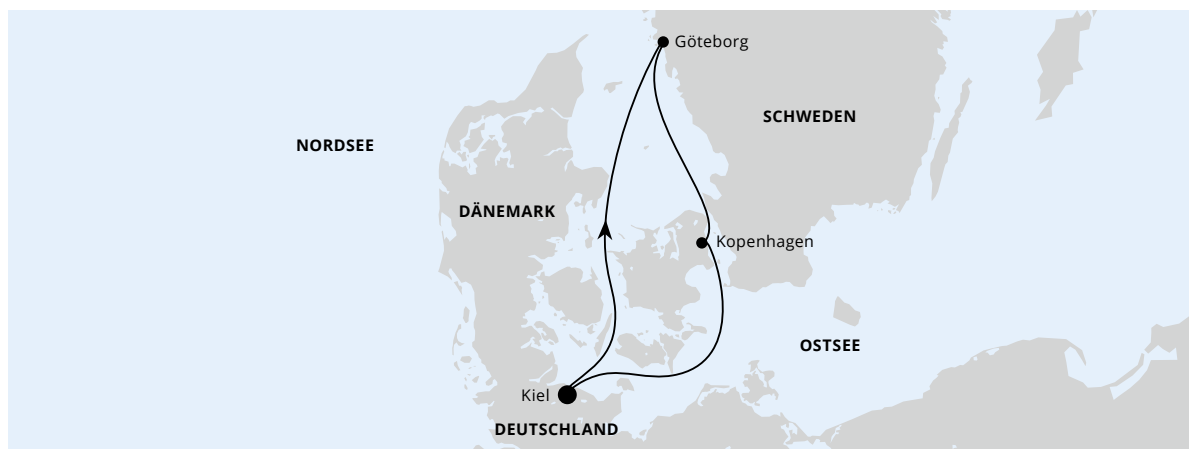 Göteborg
SCHWEDEN
NORDSEE
DÄNEMARK
Kopenhagen
OSTSEE
Kiel
DEUTSCHLAND